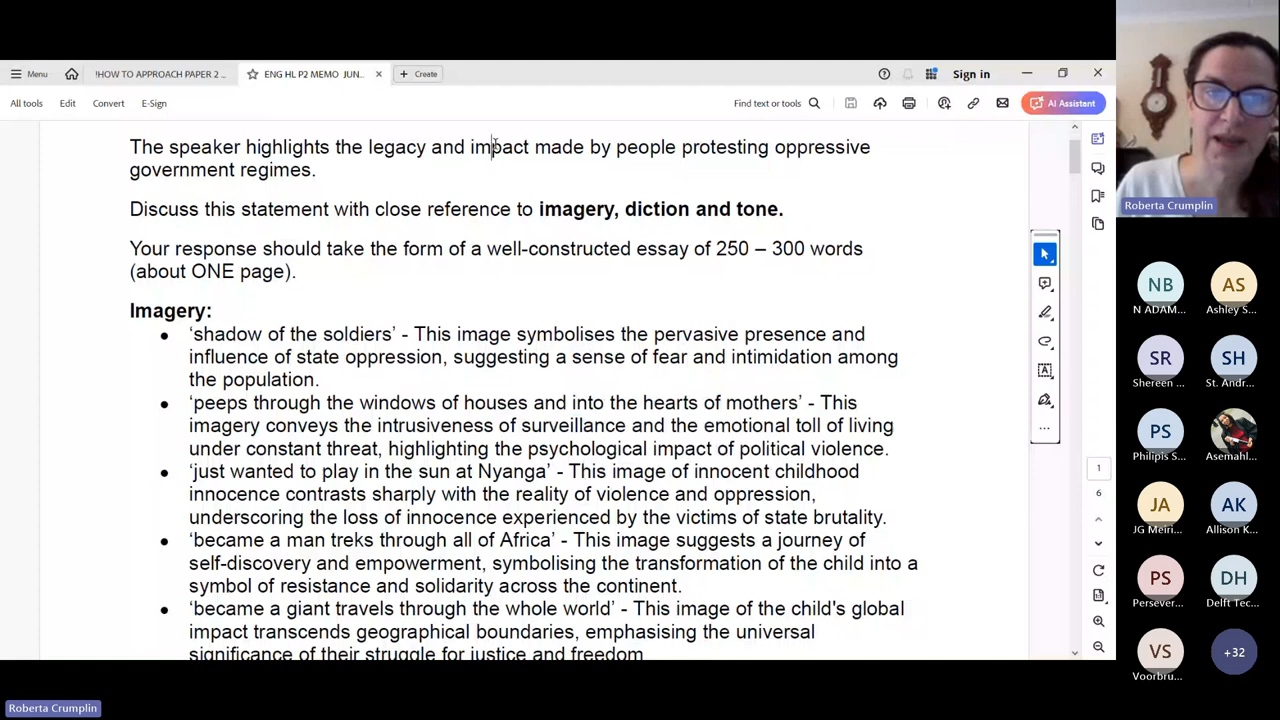 Menu
!HOW TO APPROACH PAPER 2 ...
ENG HL P2 MEMO JUN...
Create
Sign in
All tools
Edit
Convert
E-Sign
Find text or tools
AI Assistant
The speaker highlights the legacy and impact made by people protesting oppressive
government regimes.
Discuss this statement with close reference to imagery, diction and tone.
Your response should take the form of a well-constructed essay of 250 – 300 words
(about ONE page).
Imagery:
• ‘shadow of the soldiers’ - This image symbolises the pervasive presence and
influence of state oppression, suggesting a sense of fear and intimidation among
the population.
• ‘peeps through the windows of houses and into the hearts of mothers’ - This
imagery conveys the intrusiveness of surveillance and the emotional toll of living
under constant threat, highlighting the psychological impact of political violence.
• ‘just wanted to play in the sun at Nyanga’ - This image of innocent childhood
innocence contrasts sharply with the reality of violence and oppression,
underscoring the loss of innocence experienced by the victims of state brutality.
• ‘became a man treks through all of Africa’ - This image suggests a journey of
self-discovery and empowerment, symbolising the transformation of the child into a
symbol of resistance and solidarity across the continent.
• ‘became a giant travels through the whole world’ - This image of the child's global
impact transcends geographical boundaries, emphasising the universal
significance of their struggle for justice and freedom
1
6
Roberta Crumplin
NB
N ADAM...
AS
Ashley S...
SR
Shereen ...
SH
St. Andr...
PS
Philipis S...
Asemahl...
JA
JG Meiri...
AK
Allison K...
PS
Persever...
DH
Delft Tec...
VS
Voorbru...
+32
Roberta Crumplin